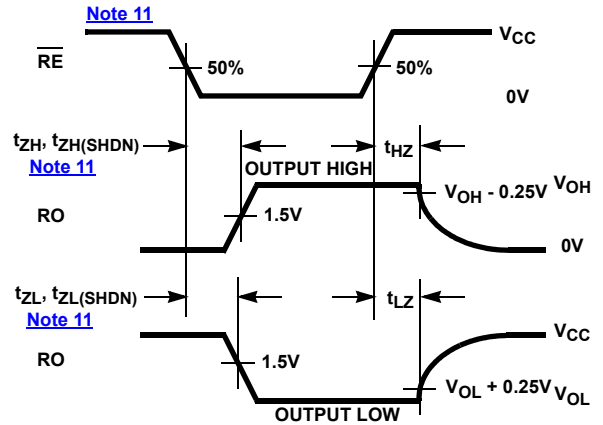 Note 11
RE
50%
50%
VCC
0V
tZH, tZH(SHDN)
Note 11
OUTPUT HIGH
tHZ
VOH - 0.25V VOH
RO
1.5V
0V
tZL, tZL(SHDN)
Note 11
tLZ
RO
1.5V
VCC
VOL + 0.25V VOL
OUTPUT LOW